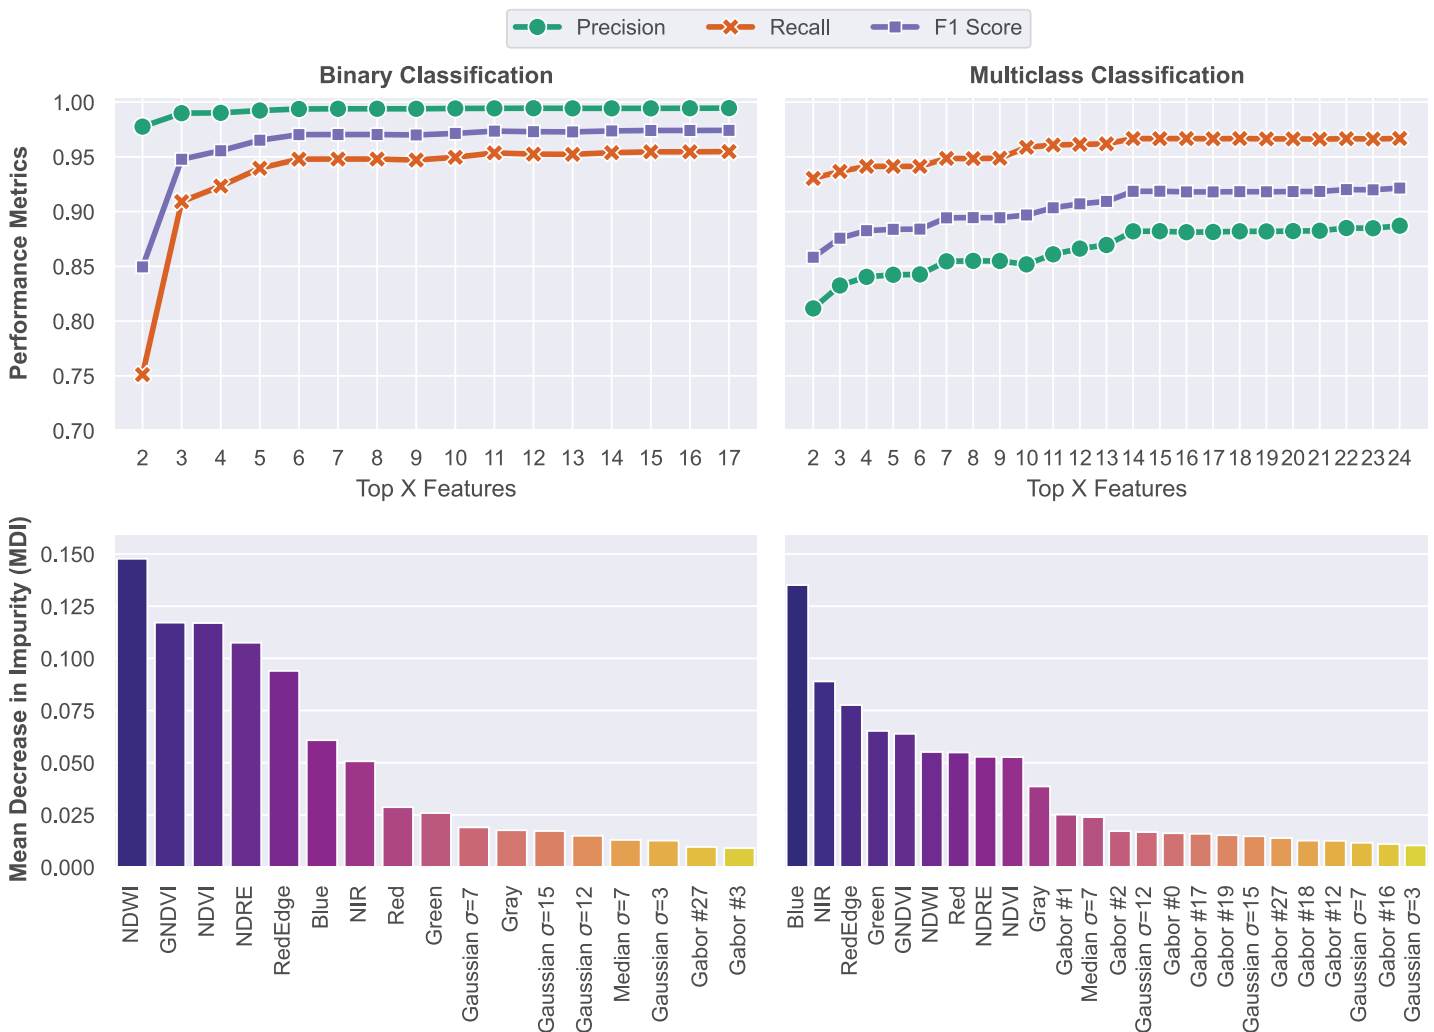 Precision Recall F1 Score
Binary Classification
Multiclass Classification
Performance Metrics
1.00
0.95
0.90
0.85
0.80
0.75
0.70
2 3 4 5 6 7 8 9 10 11 12 13 14 15 16 17
Top X Features
2 3 4 5 6 7 8 9 10 11 12 13 14 15 16 17 18 19 20 21 22 23 24
Top X Features
Mean Decrease in Impurity (MDI)
0.150
0.125
0.100
0.075
0.050
0.025
0.000
NDWI
GNDVI
NDVI
NDRE
RedEdge
Blue
NIR
Red
Green
Gaussian σ=7
Gray
Gaussian σ=15
Gaussian σ=12
Median σ=7
Gaussian σ=3
Gabor #27
Gabor #3
Blue
NIR
RedEdge
Green
GNDVI
NDWI
Red
NDRE
NDVI
Gray
Gabor #1
Median σ=7
Gabor #2
Gaussian σ=12
Gabor #0
Gabor #17
Gabor #19
Gaussian σ=15
Gabor #27
Gabor #18
Gabor #12
Gaussian σ=7
Gabor #16
Gaussian σ=3